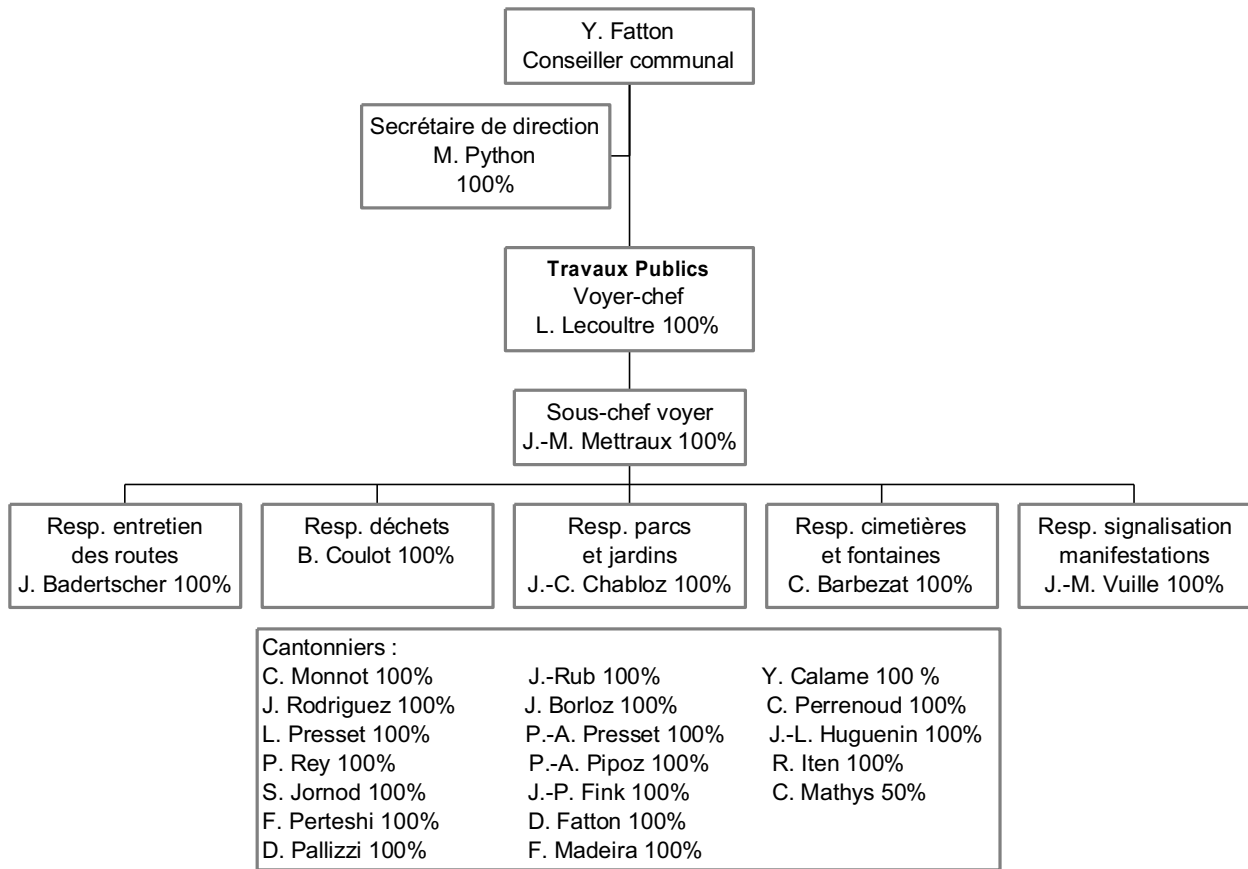 Y. Fatton
Conseiller communal
Secrétaire de direction
M. Python
100%
Travaux Publics
Voyer-chef
L. Lecoultre 100%
Sous-chef voyer
J.-M. Mettraux 100%
Resp. entretien
des routes
J. Badertscher 100%
Resp. déchets
B. Coulot 100%
Resp. parcs
et jardins
J.-C. Chabloz 100%
Resp. cimetières
et fontaines
C. Barbezat 100%
Resp. signalisation
manifestations
J.-M. Vuille 100%
Cantonniers :
C. Monnot 100%
J. Rodriguez 100%
L. Presset 100%
P. Rey 100%
S. Jornod 100%
F. Perteshi 100%
D. Pallizzi 100%
J.-Rub 100%
J. Borloz 100%
P.-A. Presset 100%
P.-A. Pipoz 100%
J.-P. Fink 100%
D. Fatton 100%
F. Madeira 100%
Y. Calame 100 %
C. Perrenoud 100%
J.-L. Huguenin 100%
R. Iten 100%
C. Mathys 50%